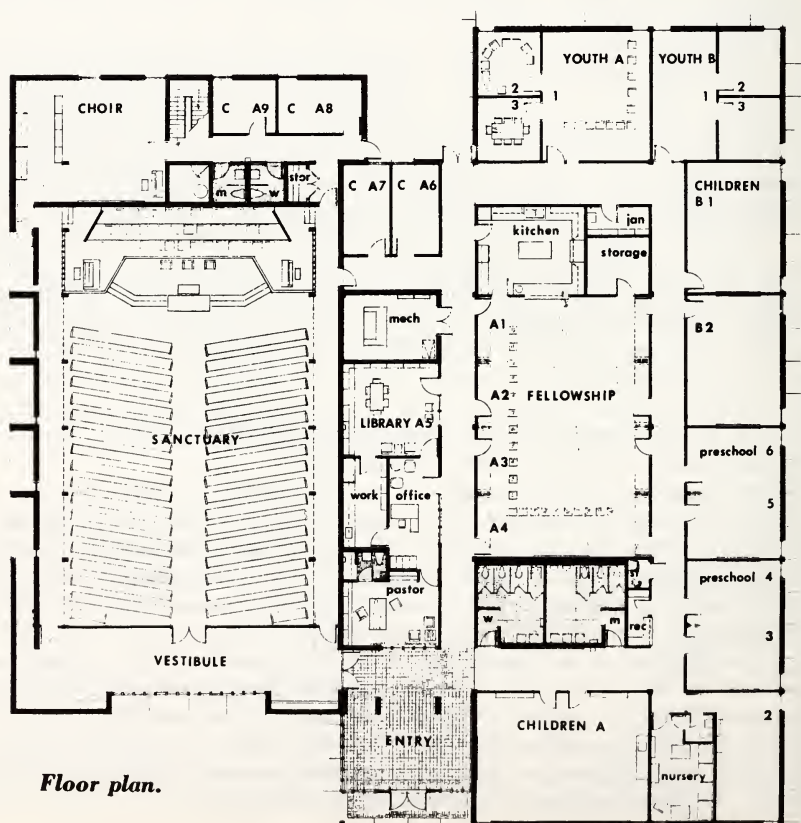 YOUTH A
YOUTH B
2
3
1
1
2
3
CHOIR
C A9
C A8
m
w
stor
C A7
C A6
CHILDREN
B 1
jan
kitchen
storage
mech
A1
B2
A2
FELLOWSHIP
LIBRARY A5
SANCTUARY
A3
preschool 6
work
office
5
A4
pastor
st
preschool 4
w
m
rec
3
VESTIBULE
ENTRY
CHILDREN A
2
nursery
Floor plan.